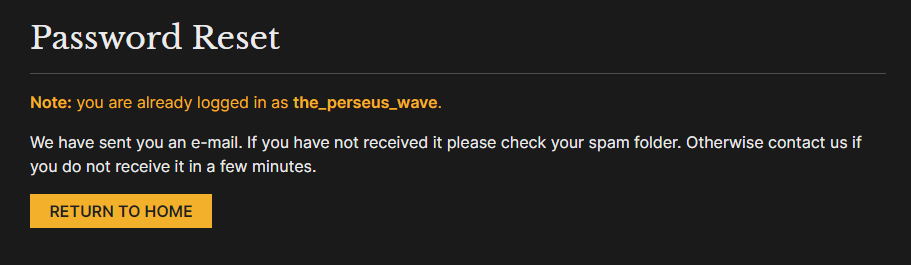 Password Reset
Note: you are already logged in as the_perseus_wave.
We have sent you an e-mail. If you have not received it please check your spam folder. Otherwise contact us if
you do not receive it in a few minutes.
RETURN TO HOME